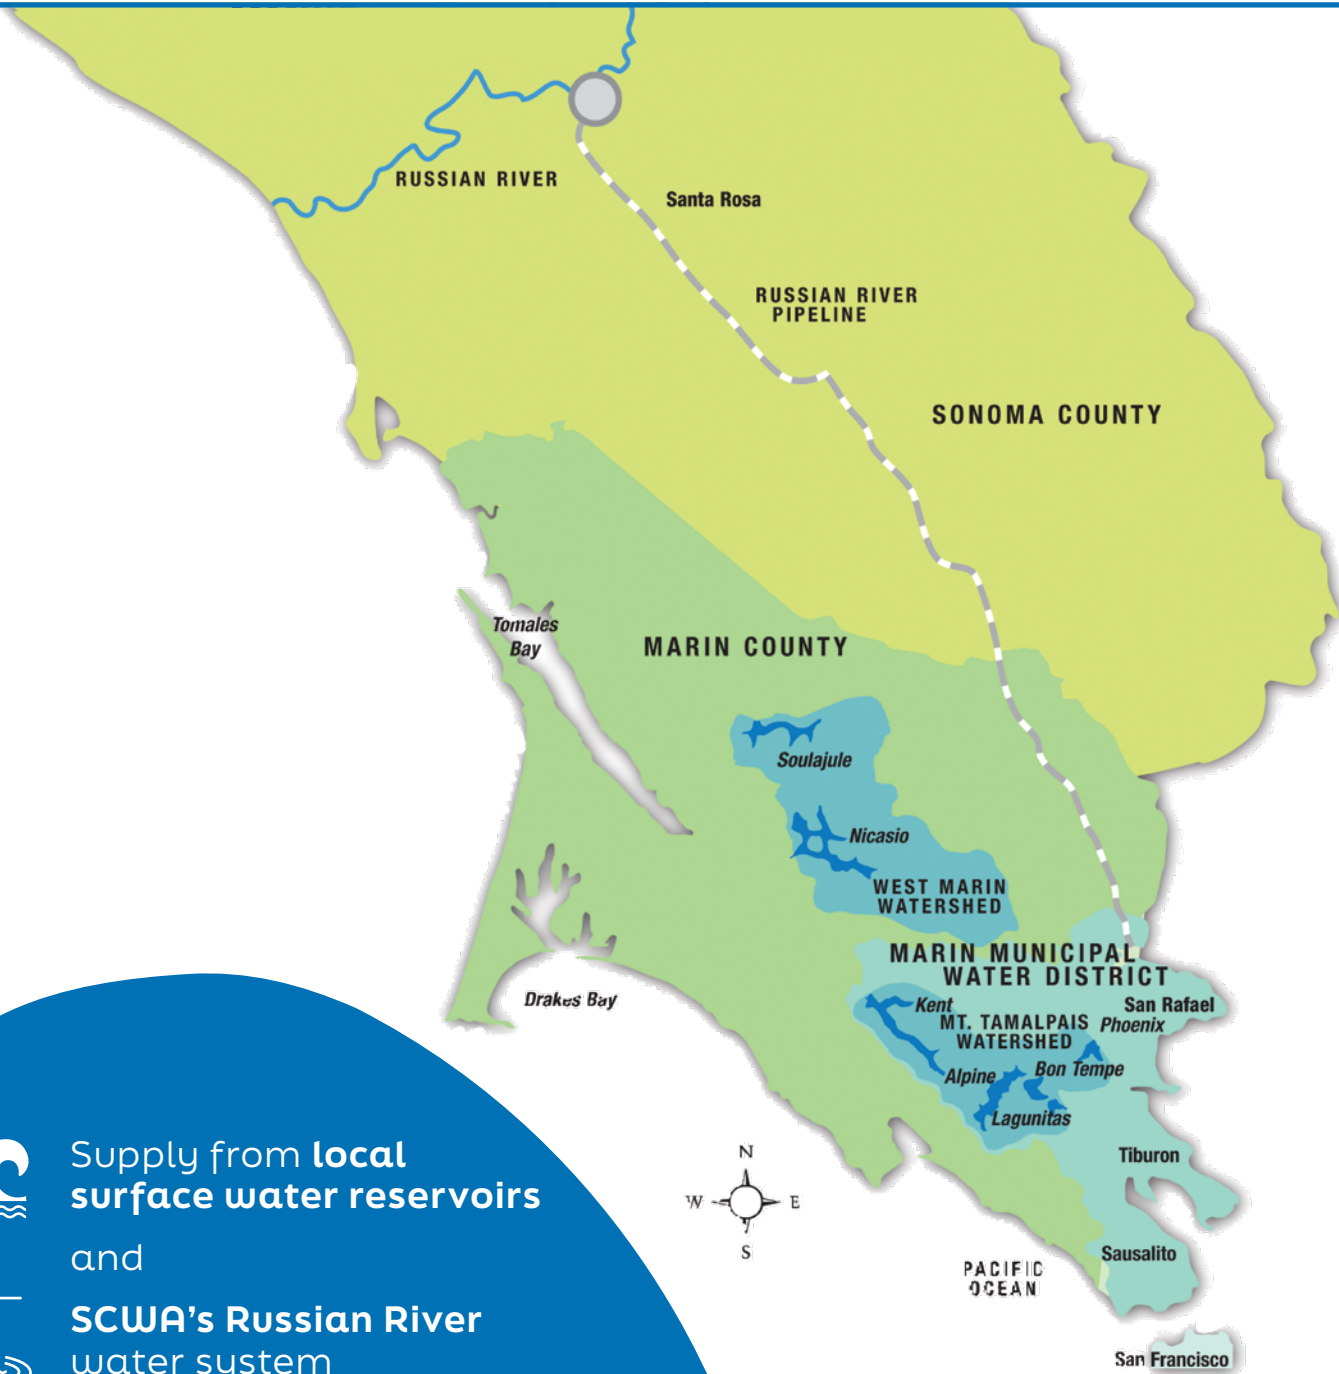 RUSSIAN RIVER
Santa Rosa
RUSSIAN RIVER
PIPELINE
SONOMA COUNTY
Tomales
Bay
MARIN COUNTY
Soulajule
Nicasio
WEST MARIN
WATERSHED
MARIN MUNICIPAL
WATER DISTRICT
Drakes Bay
Kent
San Rafael
MT. TAMALPAIS
WATERSHED
Phoenix
Alpine
Bon Tempe
Lagunitas
Tiburon
N
W
E
S
Sausalito
PACIFIC
OCEAN
San Francisco
Supply from local
surface water reservoirs
and
SCWA's Russian River
water system